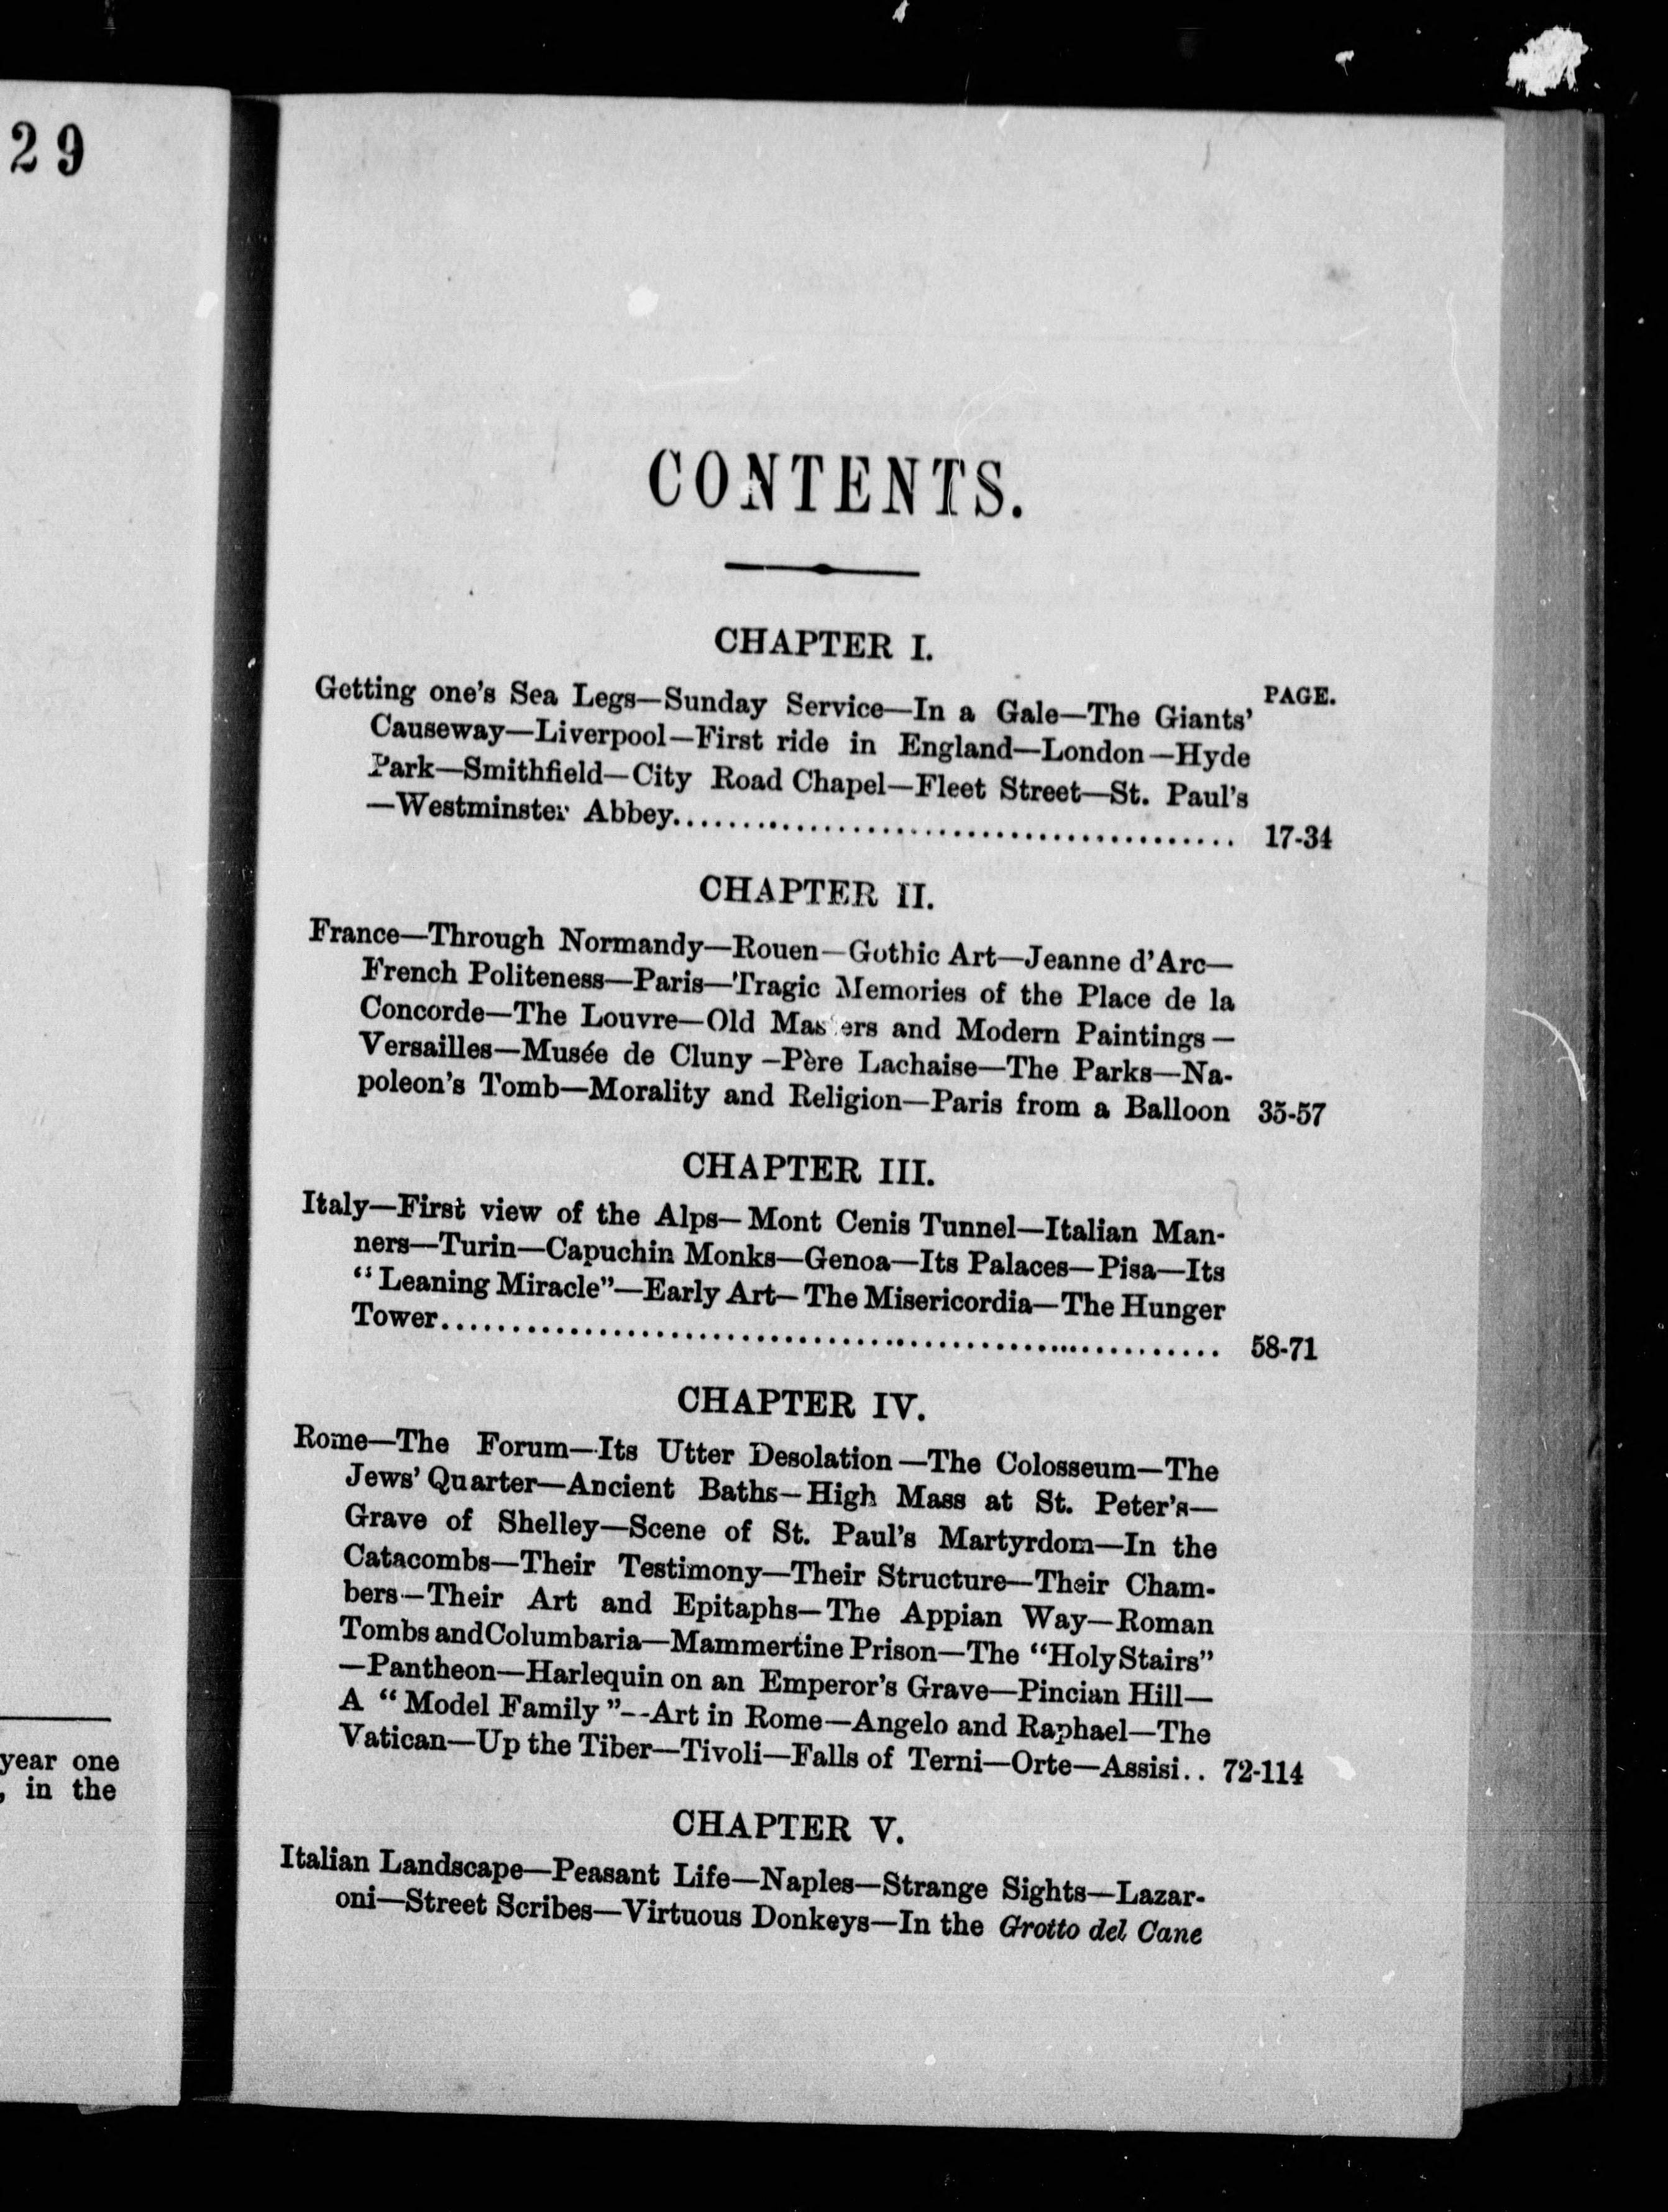 29
year one
, in the
CONTENTS.
CHAPTER I.
PAGE.
Getting one's Sea Legs—Sunday Service—In a Gale—The Giants'
Causeway—Liverpool—First ride in England—London—Hyde
Park—Smithfield—City Road Chapel—Fleet Street—St. Paul's
—Westminster Abbey........................................ 17-34
CHAPTER II.
France—Through Normandy—Rouen—Gothic Art—Jeanne d'Arc—
French Politeness—Paris—Tragic Memories of the Place de la
Concorde—The Louvre—Old Masters and Modern Paintings—
Versailles—Musée de Cluny—Père Lachaise—The Parks—Na-
poleon's Tomb—Morality and Religion—Paris from a Balloon 35-57
CHAPTER III.
Italy—First view of the Alps—Mont Cenis Tunnel—Italian Man-
ners—Turin—Capuchin Monks—Genoa—Its Palaces—Pisa—Its
"Leaning Miracle"—Early Art—The Misericordia—The Hunger
Tower........................................................ 58-71
CHAPTER IV.
Rome—The Forum—Its Utter Desolation—The Colosseum—The
Jews' Quarter—Ancient Baths—High Mass at St. Peter's—
Grave of Shelley—Scene of St. Paul's Martyrdom—In the
Catacombs—Their Testimony—Their Structure—Their Cham-
bers—Their Art and Epitaphs—The Appian Way—Roman
Tombs and Columbaria—Mammertine Prison—The "Holy Stairs"
—Pantheon—Harlequin on an Emperor's Grave—Pincian Hill—
A "Model Family"--Art in Rome—Angelo and Raphael—The
Vatican—Up the Tiber—Tivoli—Falls of Terni—Orte—Assisi.. 72-114
CHAPTER V.
Italian Landscape—Peasant Life—Naples—Strange Sights—Lazar-
oni—Street Scribes—Virtuous Donkeys—In the Grotto del Cane